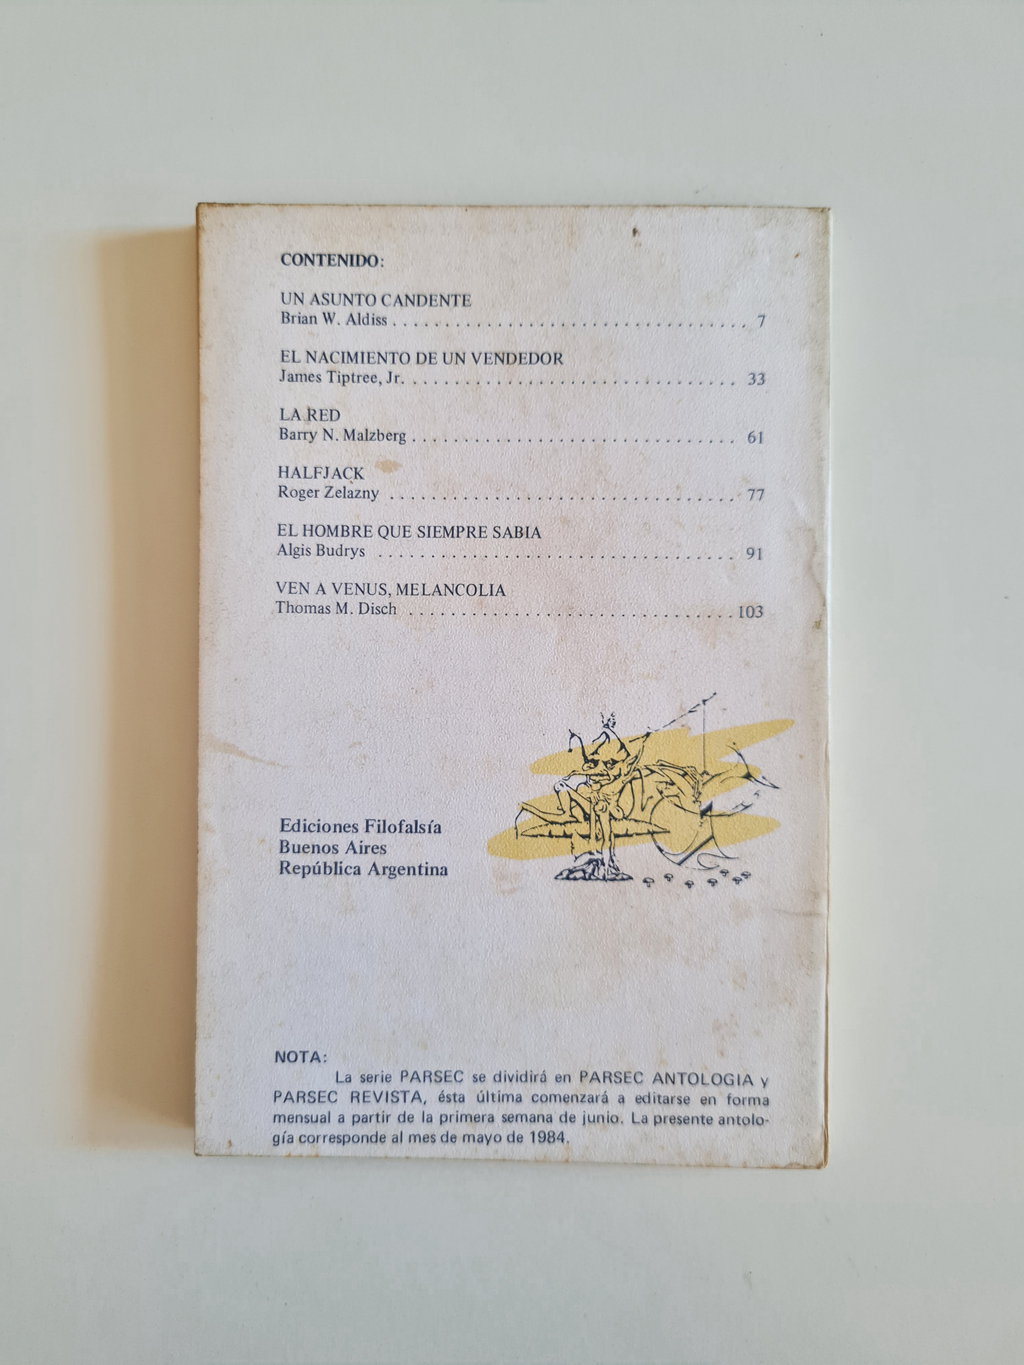 CONTENIDO:
UN ASUNTO CANDENTE
Brian W. Aldiss . . . . . . . . . . . . . . . . . . . . . . . . . . . . . . . . . . 7
EL NACIMIENTO DE UN VENDEDOR
James Tiptree, Jr. . . . . . . . . . . . . . . . . . . . . . . . . . . . . . . . 33
LA RED
Barry N. Malzberg . . . . . . . . . . . . . . . . . . . . . . . . . . . . . . 61
HALFJACK
Roger Zelazny . . . . . . . . . . . . . . . . . . . . . . . . . . . . . . . . . 77
EL HOMBRE QUE SIEMPRE SABIA
Algis Budrys . . . . . . . . . . . . . . . . . . . . . . . . . . . . . . . . . . 91
VEN A VENUS, MELANCOLIA
Thomas M. Disch . . . . . . . . . . . . . . . . . . . . . . . . . . . . . . . 103
Ediciones Filofalsía
Buenos Aires
República Argentina
NOTA:
La serie PARSEC se dividirá en PARSEC ANTOLOGIA y
PARSEC REVISTA, ésta última comenzará a editarse en forma
mensual a partir de la primera semana de junio. La presente antolo-
gía corresponde al mes de mayo de 1984.